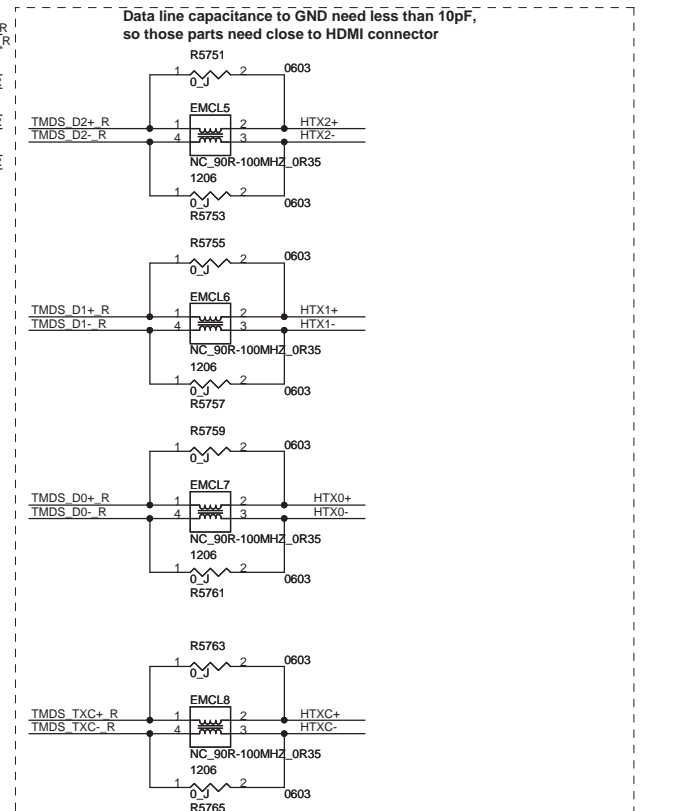 Data line capacitance to GND need less than 10pF,
so those parts need close to HDMI connector
R
R
R5751
1 2 0603
0_J
EMCL5
TMDS_D2+_R 1 2 HTX2+
TMDS_D2-_R 4 3 HTX2-
NC_90R-100MHZ_0R35
1206
1 2
0_J 0603
R5753
R5755
1 2 0603
0_J
EMCL6
TMDS_D1+_R 1 2 HTX1+
TMDS_D1-_R 4 3 HTX1-
NC_90R-100MHZ_0R35
1206
1 2
0_J 0603
R5757
R5759
1 2 0603
0_J
EMCL7
TMDS_D0+_R 1 2 HTX0+
TMDS_D0-_R 4 3 HTX0-
NC_90R-100MHZ_0R35
1206
1 2
0_J 0603
R5761
R5763
1 2 0603
0_J
EMCL8
TMDS_TXC+_R 1 2 HTXC+
TMDS_TXC-_R 4 3 HTXC-
NC_90R-100MHZ_0R35
1206
1 2
0_J 0603
R5765